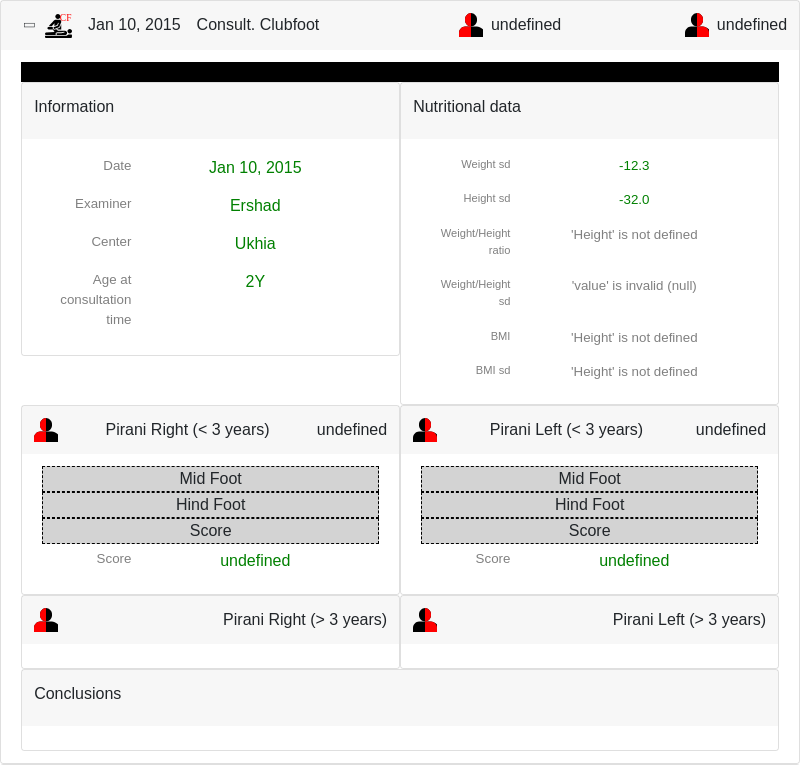 CF Jan 10, 2015 Consult. Clubfoot undefined undefined
Information
Date Jan 10, 2015
Examiner Ershad
Center Ukhia
Age at consultation time 2Y
Nutritional data
Weight sd -12.3
Height sd -32.0
Weight/Height ratio 'Height' is not defined
Weight/Height sd 'value' is invalid (null)
BMI 'Height' is not defined
BMI sd 'Height' is not defined
Pirani Right (< 3 years) undefined
Mid Foot
Hind Foot
Score
Score undefined
Pirani Left (< 3 years) undefined
Mid Foot
Hind Foot
Score
Score undefined
Pirani Right (> 3 years)
Pirani Left (> 3 years)
Conclusions